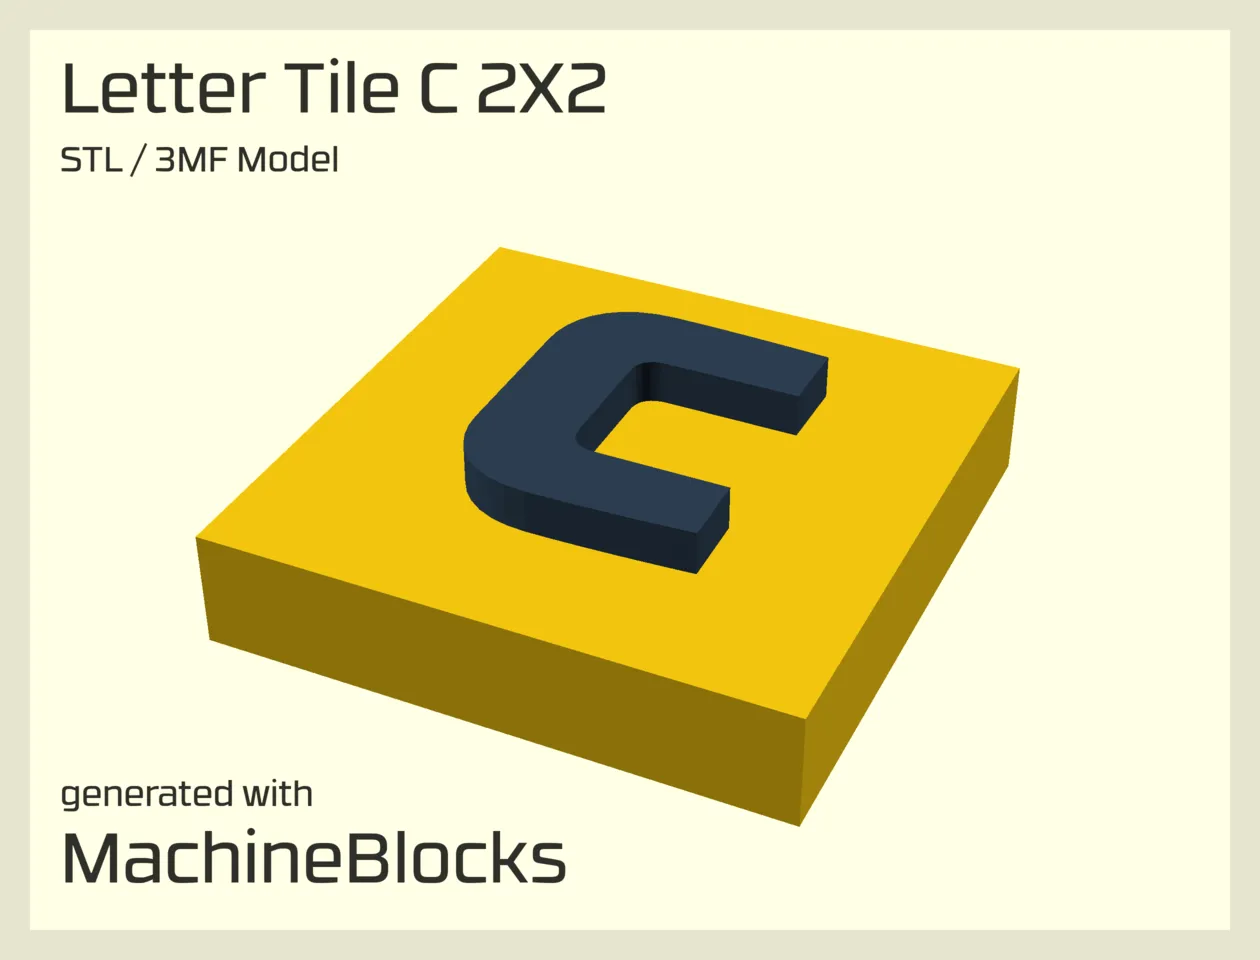 Letter Tile C 2X2
STL / 3MF Model
C
generated with
MachineBlocks